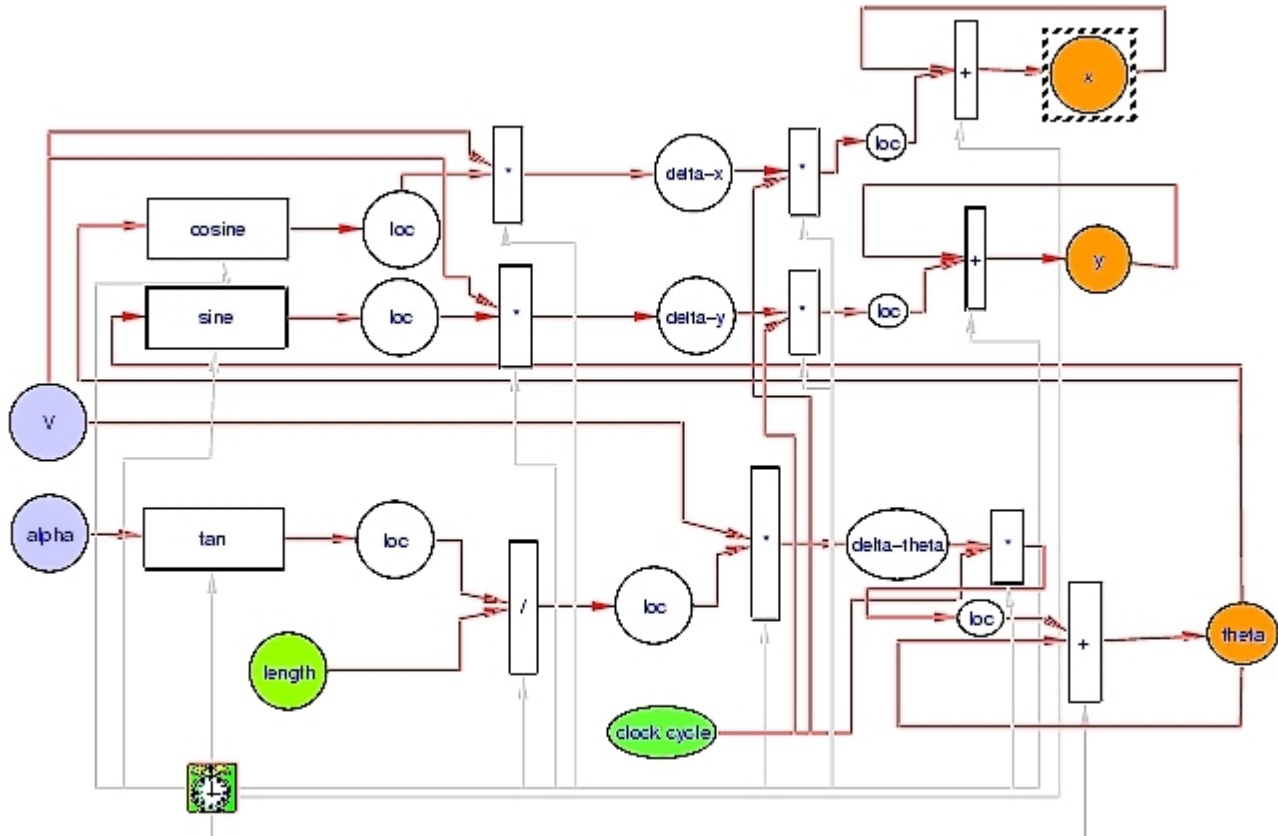 +
x
*
delta-x
*
loc
cosine
loc
+
y
sine
loc
*
delta-y
*
loc
V
alpha
tan
loc
*
delta-theta
*
/
loc
loc
+
theta
length
clock cycle